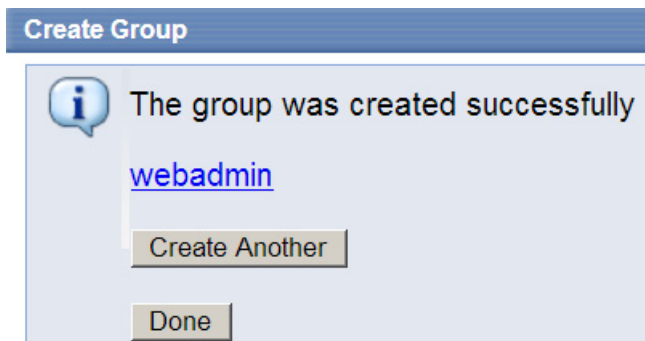 Create Group
The group was created successfully
webadmin
Create Another
Done